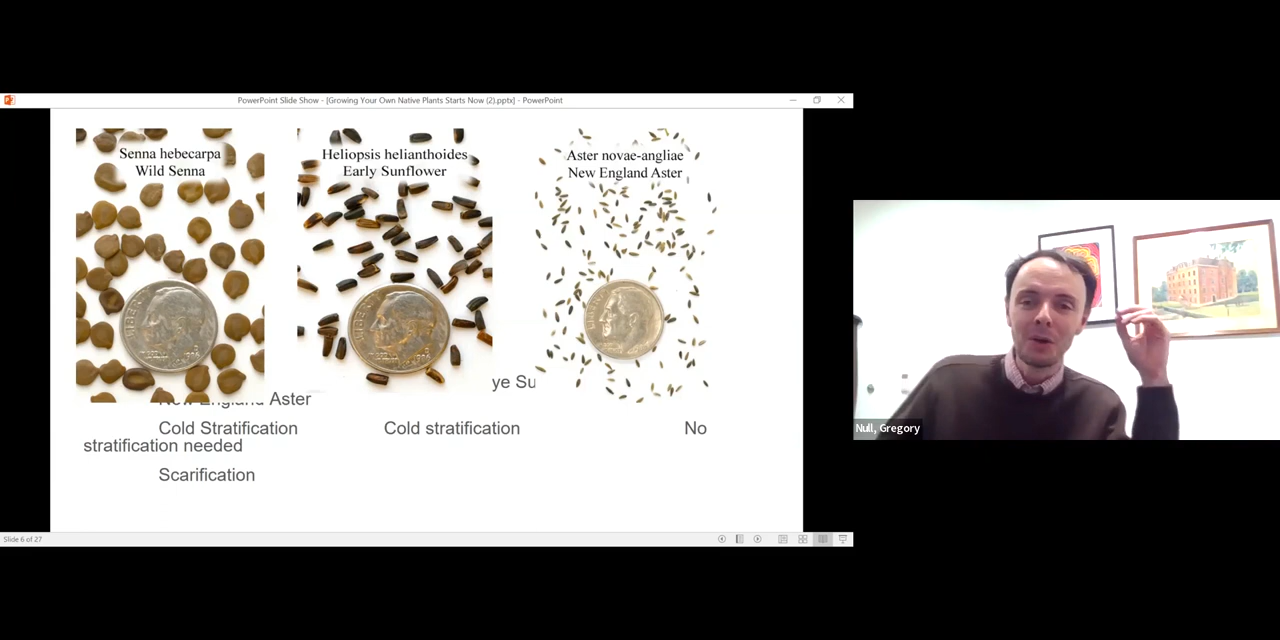 PowerPoint Slide Show - [Growing Your Own Native Plants Starts Now (2).pptx] - PowerPoint
Senna hebecarpa
Wild Senna
Heliopsis helianthoides
Early Sunflower
Aster novae-angliae
New England Aster
LIBERTY
LIBERTY
ye Su
New England Aster
Cold Stratification
Cold stratification
No
stratification needed
Scarification
Null, Gregory
Slide 6 of 27